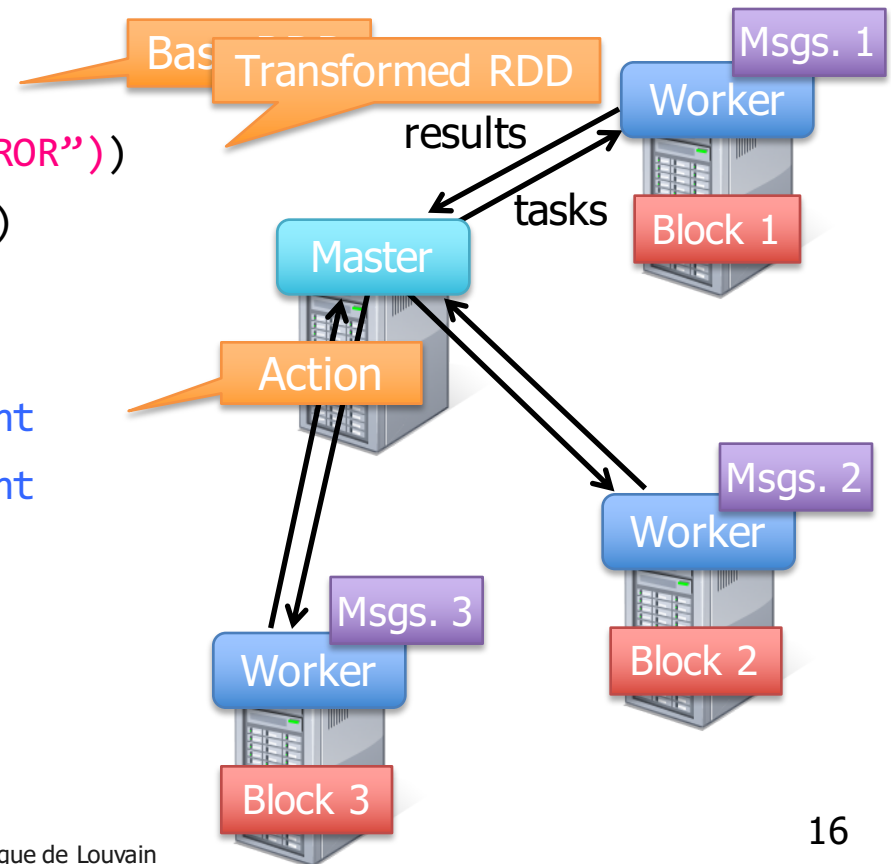 Msgs. 1
Transformed RDD
Worker
results
ROR”))
tasks
Block 1
)
Master
Action
nt
nt
Msgs. 2
Worker
Msgs. 3
Worker
Block 2
Block 3
16
que de Louvain